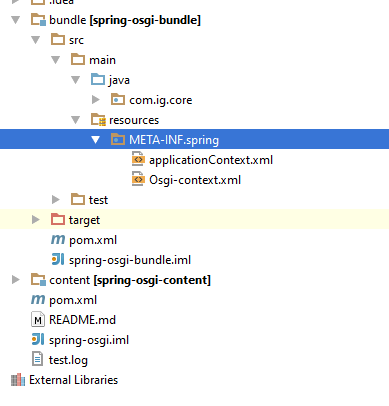 .idea
bundle [spring-osgi-bundle]
src
main
java
com.ig.core
resources
META-INF.spring
applicationContext.xml
Osgi-context.xml
test
target
m pom.xml
spring-osgi-bundle.iml
content [spring-osgi-content]
m pom.xml
M README.md
spring-osgi.iml
test.log
External Libraries